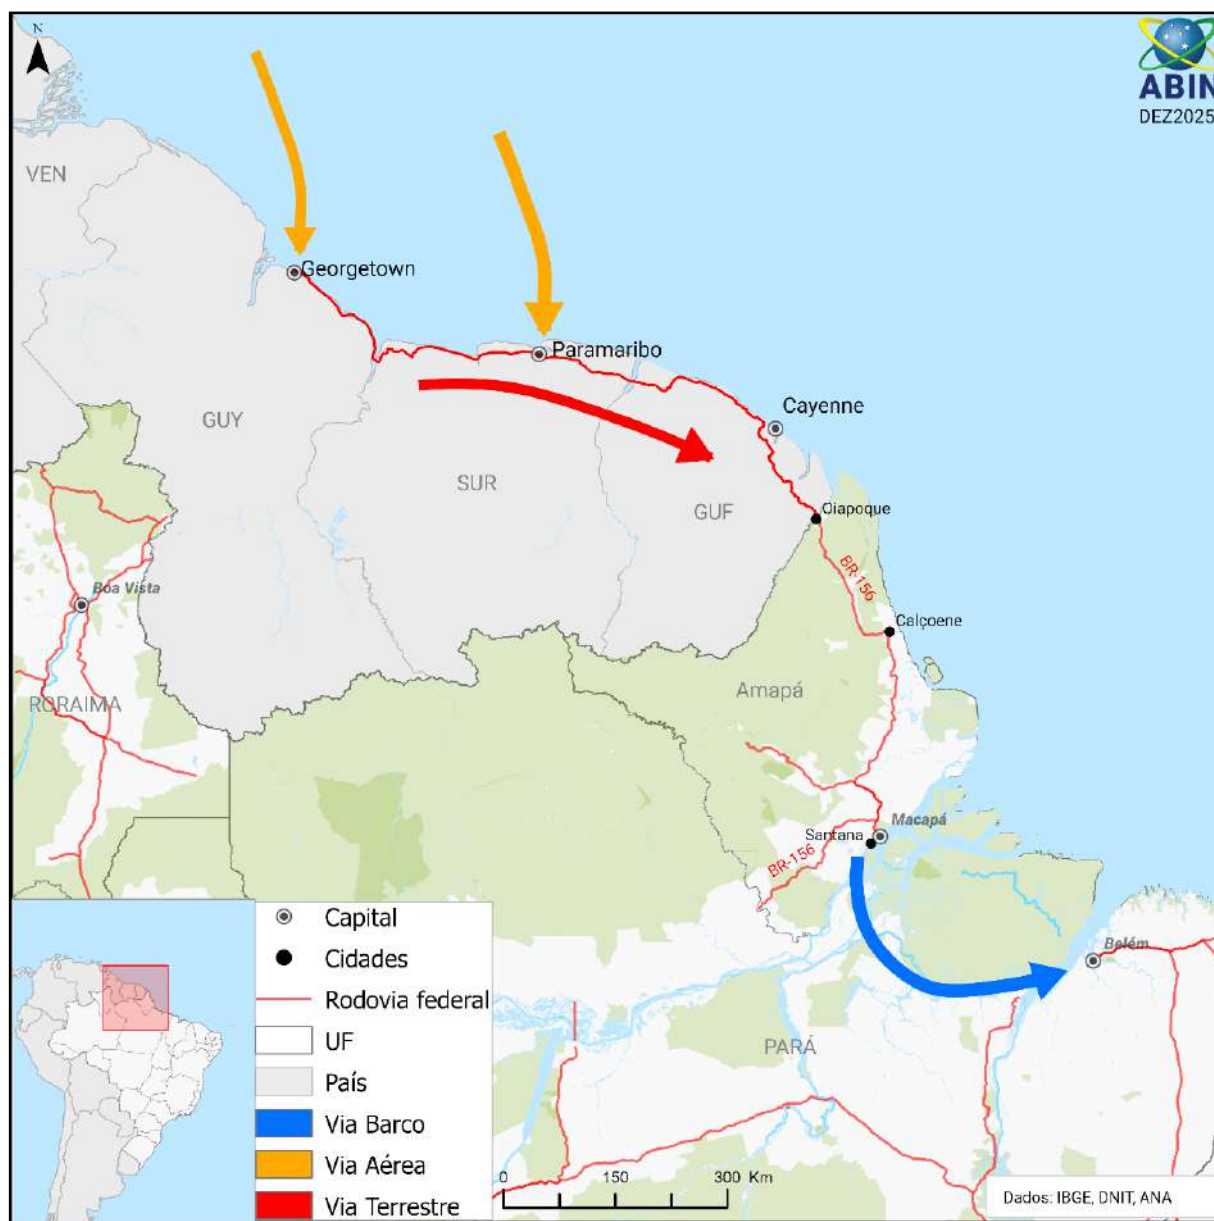 N
ABIN
DEZ2025
VEN
Georgetown
Paramaribo
Cayenne
GUY
SUR
GUF
Oiapoque
BR-156
Boa Vista
Calçoene
RORAIMA
Amapá
Macapá
Santana
BR-156
Belém
PARÁ
Capital
Cidades
Rodovia federal
UF
País
Via Barco
Via Aérea
Via Terrestre
0 150 300 Km
Dados: IBGE, DNIT, ANA